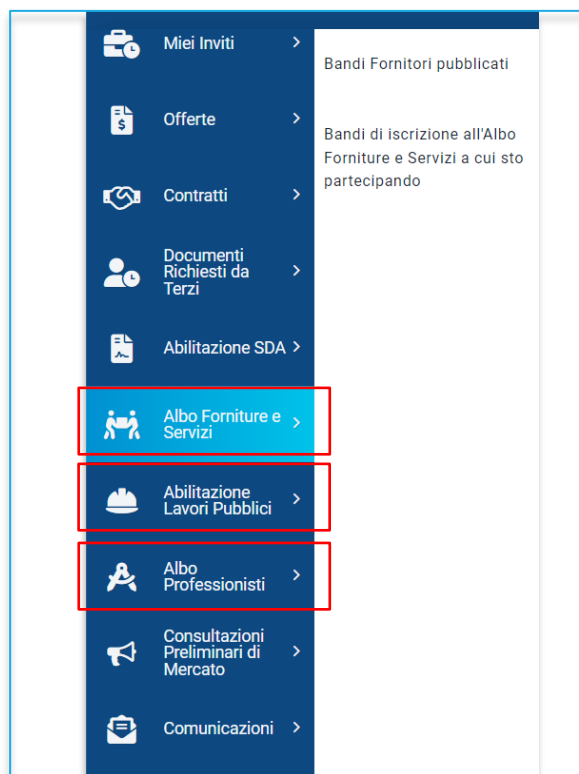 Miei Inviti
Offerte
Contratti
Documenti
Richiesti da
Terzi
Abilitazione SDA
Albo Forniture e
Servizi
Abilitazione
Lavori Pubblici
Albo
Professionisti
Consultazioni
Preliminari di
Mercato
Comunicazioni
Bandi Fornitori pubblicati
Bandi di iscrizione all'Albo
Forniture e Servizi a cui sto
partecipando